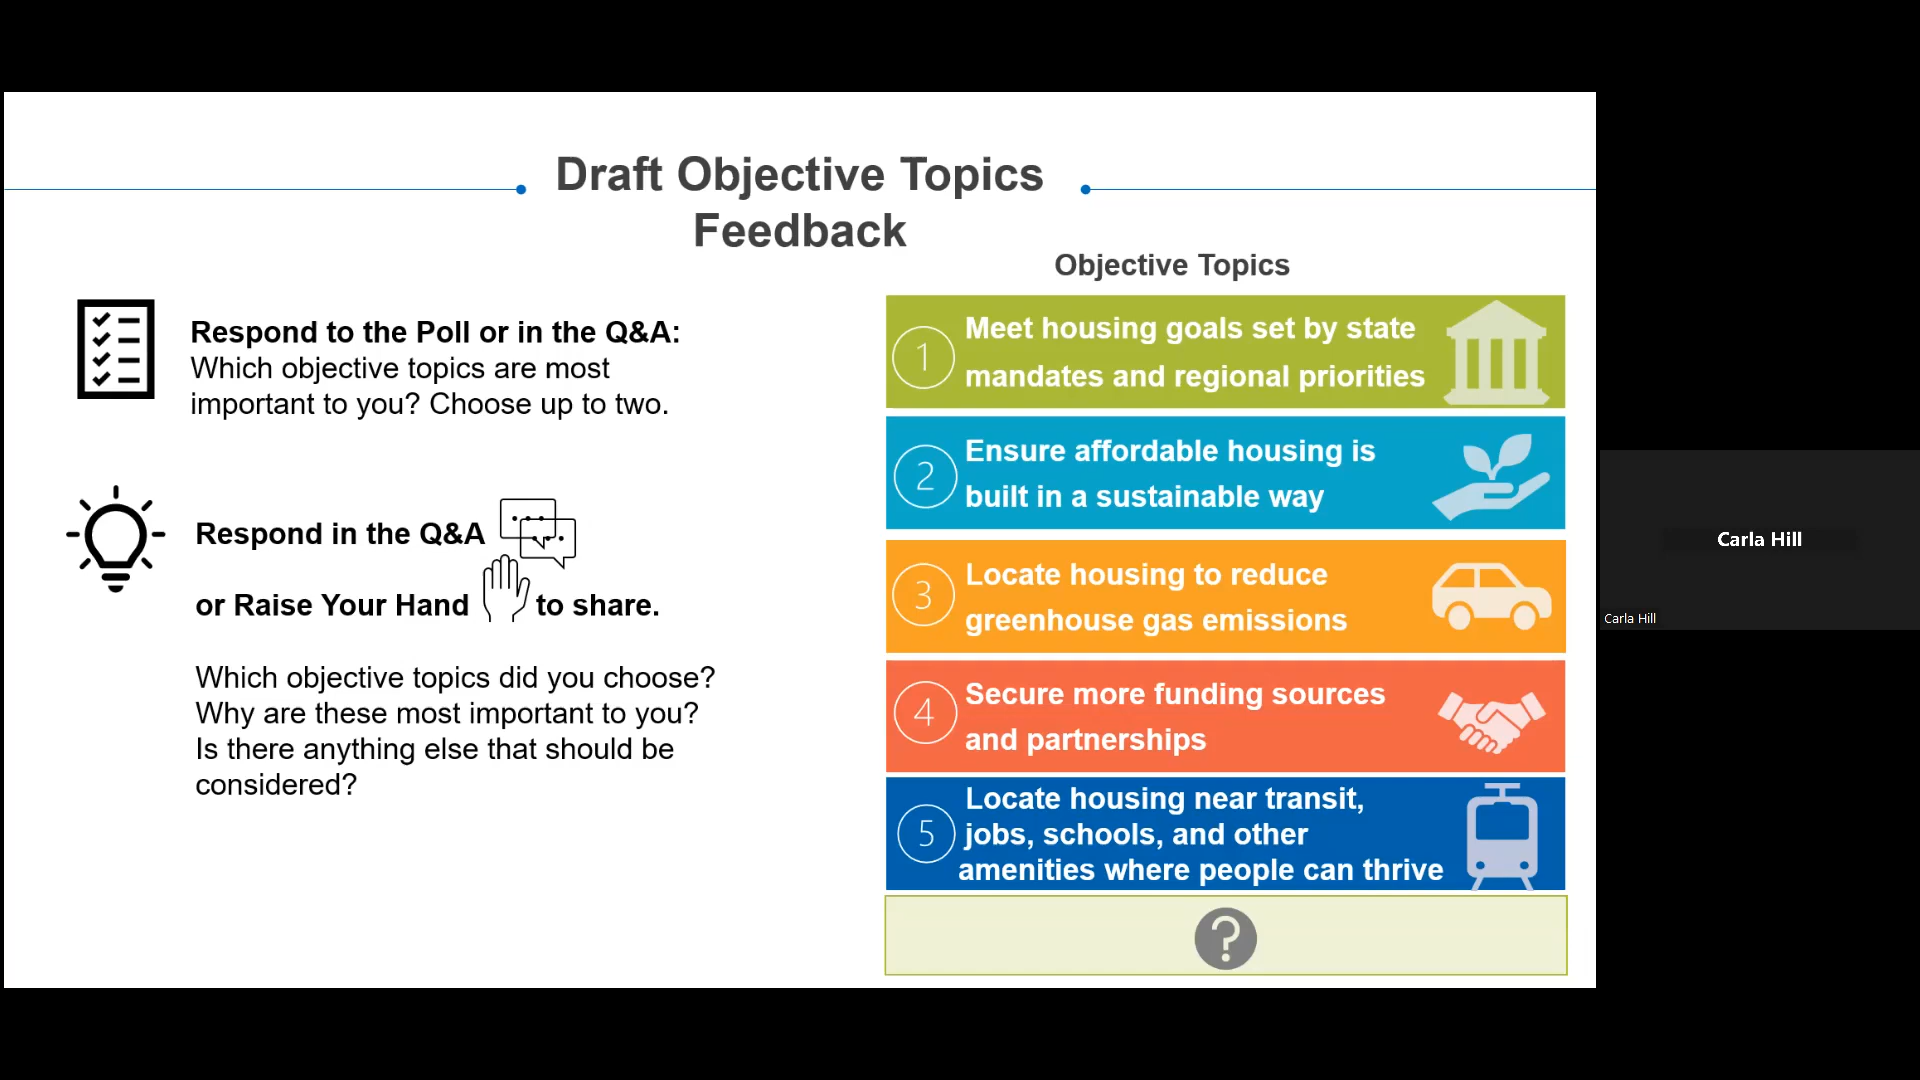 Draft Objective Topics
Feedback
Respond to the Poll or in the Q&A:
Which objective topics are most
important to you? Choose up to two.
Respond in the Q&A
or Raise Your Hand to share.
Which objective topics did you choose?
Why are these most important to you?
Is there anything else that should be
considered?
Objective Topics
1
Meet housing goals set by state
mandates and regional priorities
2
Ensure affordable housing is
built in a sustainable way
3
Locate housing to reduce
greenhouse gas emissions
4
Secure more funding sources
and partnerships
5
Locate housing near transit,
jobs, schools, and other
amenities where people can thrive
?
Carla Hill
Carla Hill